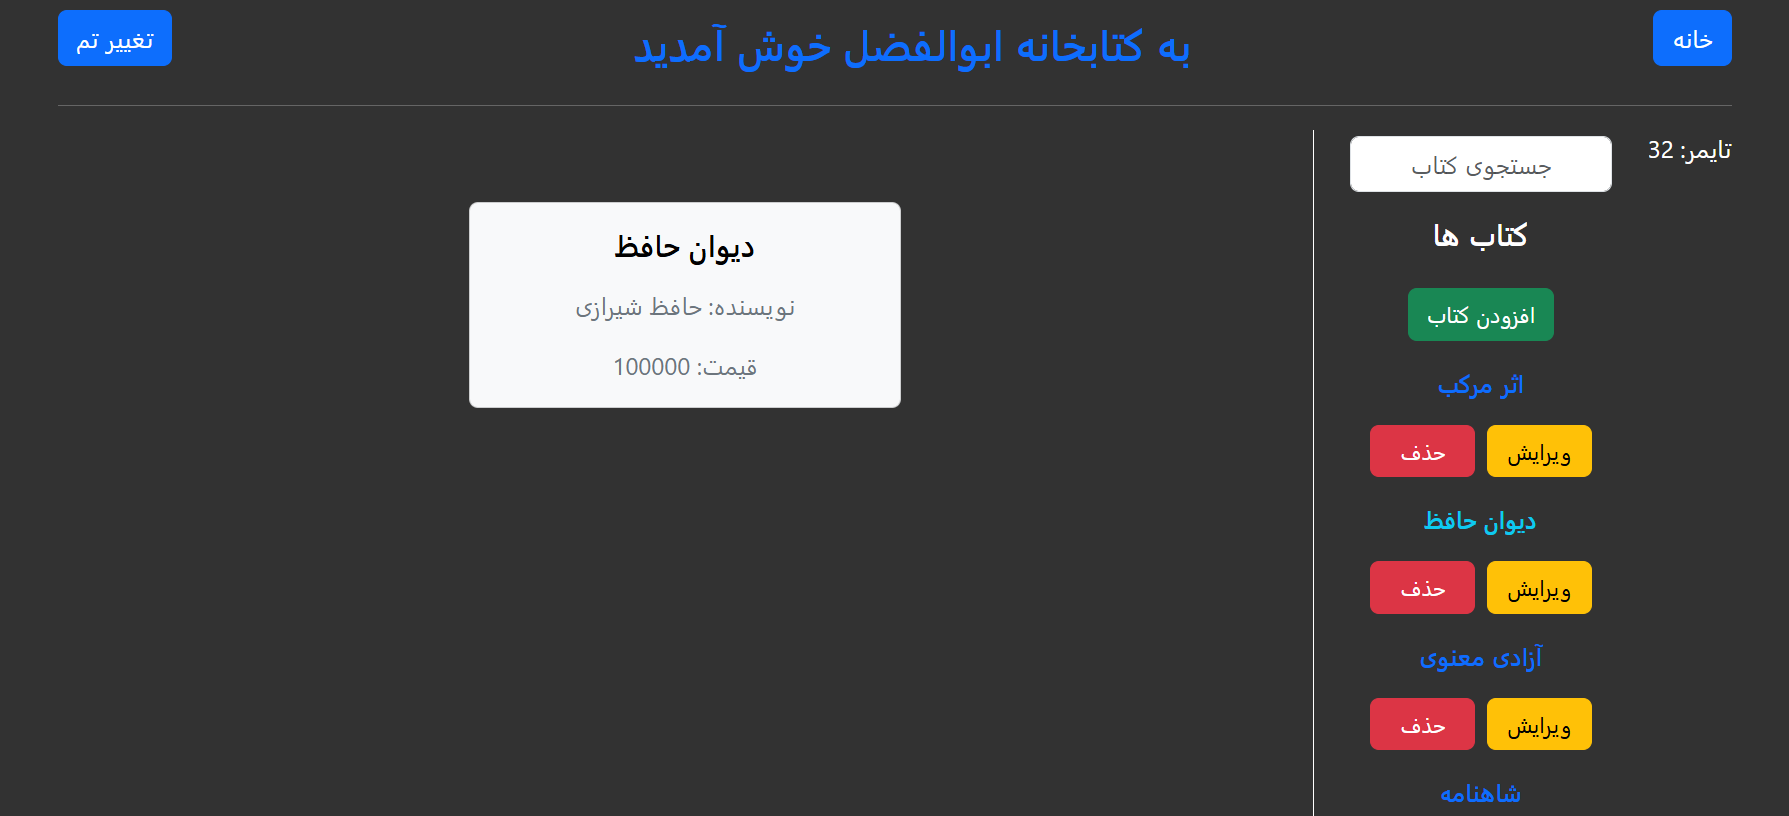 خانه
به کتابخانه ابوالفضل خوش آمدید
تغییر تم
تایمر: 32
جستجوی کتاب
کتاب ها
افزودن کتاب
اثر مرکب
ویرایش
حذف
دیوان حافظ
ویرایش
حذف
آزادی معنوی
ویرایش
حذف
شاهنامه
دیوان حافظ
نویسنده: حافظ شیرازی
قیمت: 100000